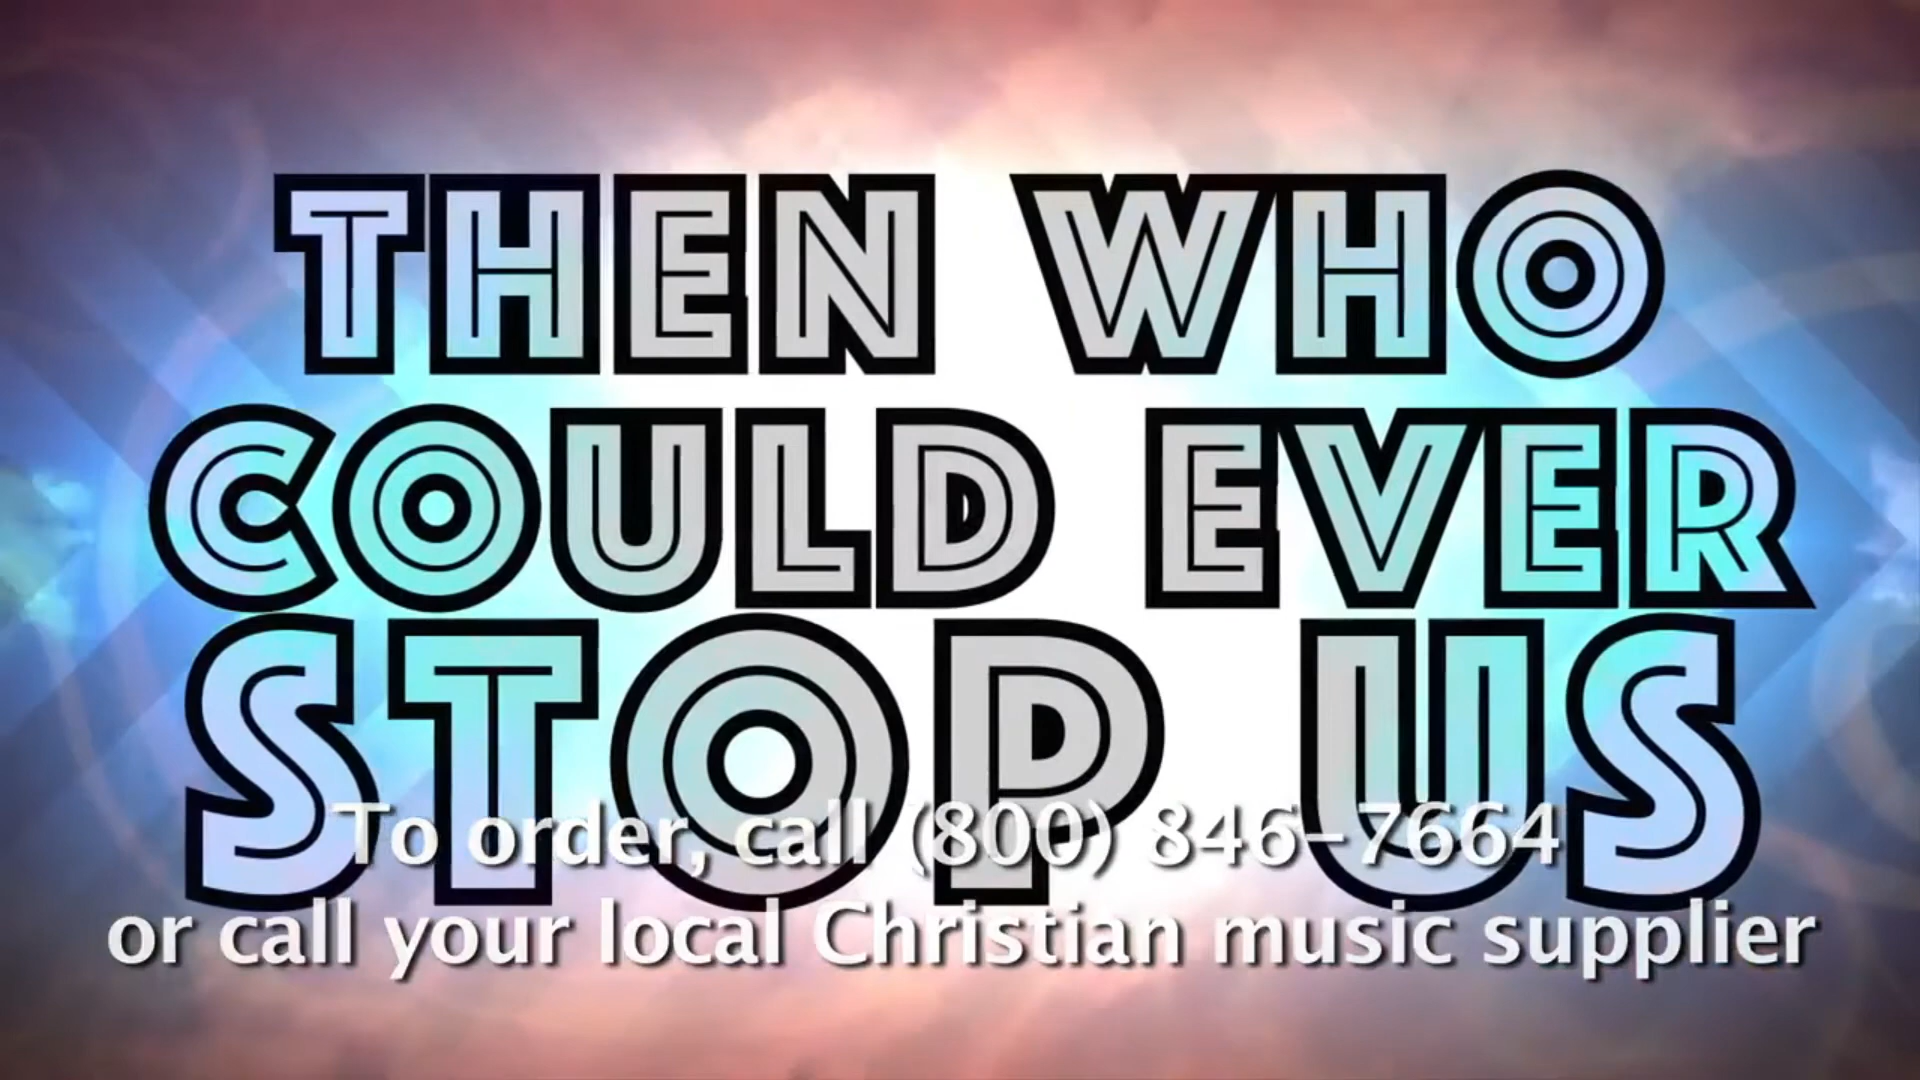 THEN WHO
COULD EVER
STOP US
To order, call (800) 846-7664
or call your local Christian music supplier